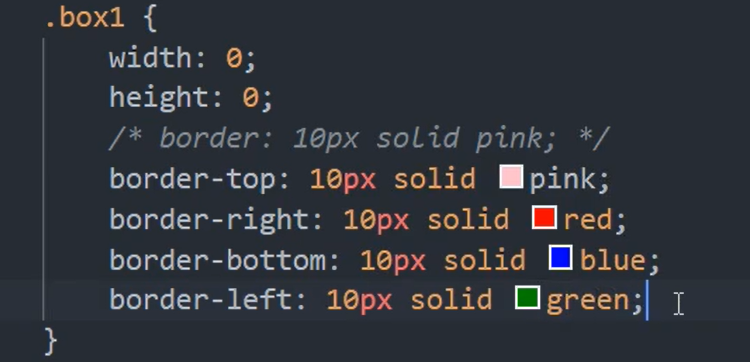 .box1 {
width: 0;
height: 0;
/* border: 10px solid pink; */
border-top: 10px solid pink;
border-right: 10px solid red;
border-bottom: 10px solid blue;
border-left: 10px solid green;
}